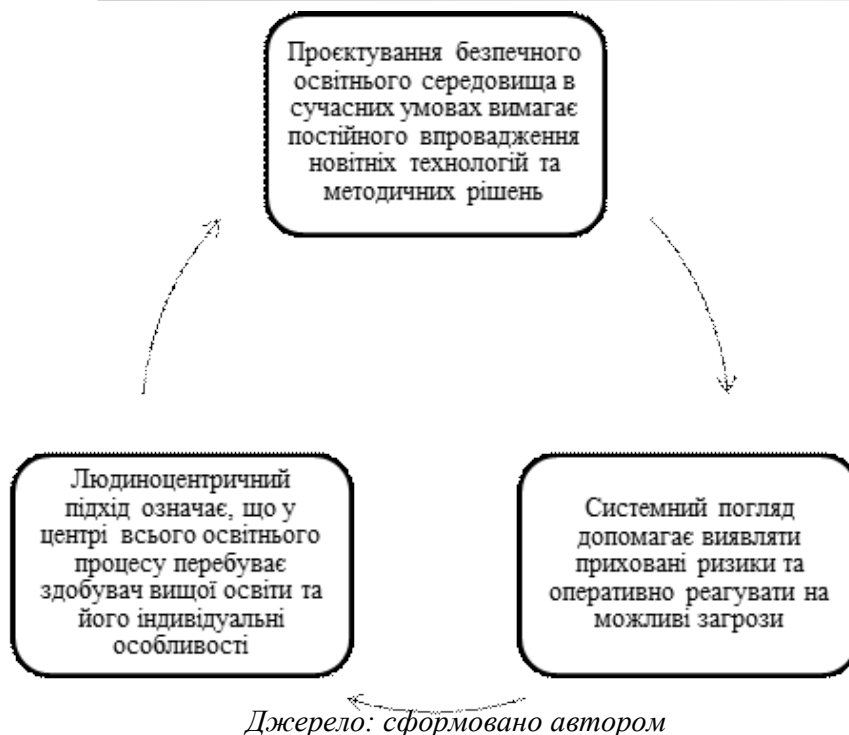 Проєктування безпечного
освітнього середовища в
сучасних умовах вимагає
постійного впровадження
новітніх технологій та
методичних рішень
Людиноцентричний
підхід означає, що у
центрі всього освітнього
процесу перебуває
здобувач вищої освіти та
його індивідуальні
особливості
Системний погляд
допомагає виявляти
приховані ризики та
оперативно реагувати на
можливі загрози
Джерело: сформовано автором